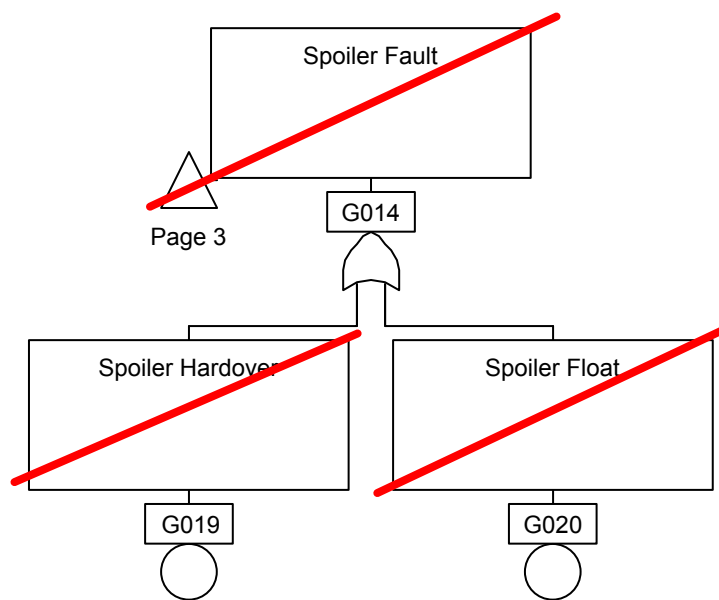 Spoiler Fault
G014
Page 3
Spoiler Hardover
Spoiler Float
G019
G020